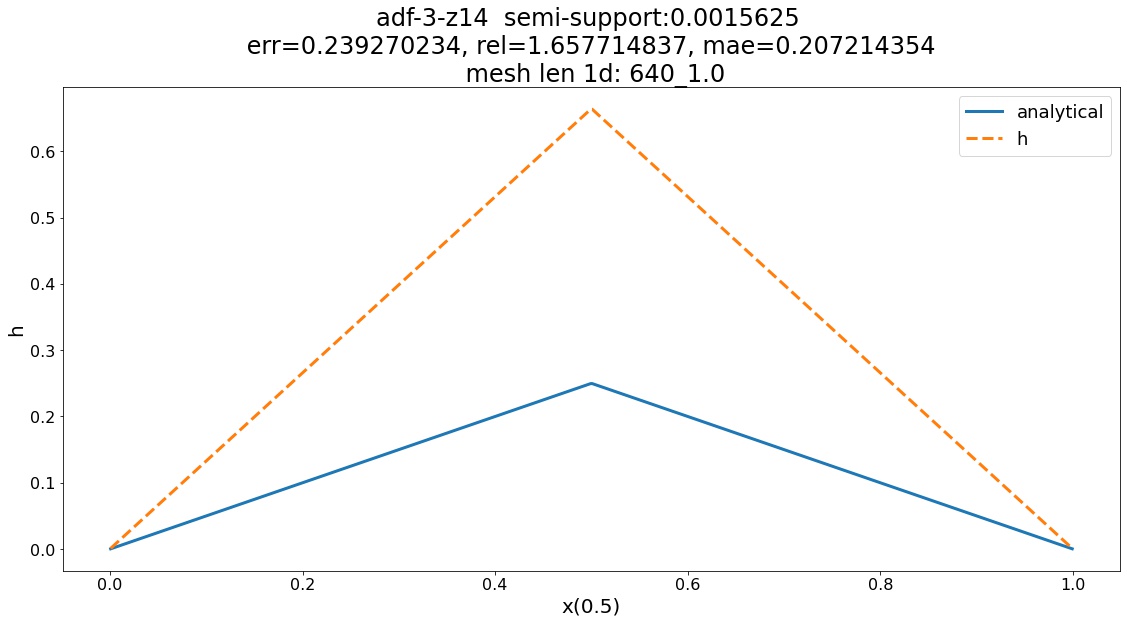 adf-3-z14  semi-support:0.0015625
err=0.239270234, rel=1.657714837, mae=0.207214354
mesh len 1d: 640_1.0
analytical
h
0.6
0.5
0.4
0.3
0.2
0.1
0.0
h
0.0 0.2 0.4 0.6 0.8 1.0
x(0.5)